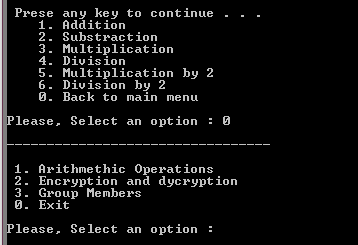 Prese any key to continue . . .
1. Addition
2. Substraction
3. Multiplication
4. Division
5. Multiplication by 2
6. Division by 2
0. Back to main menu
Please, Select an option : 0
---------------------------------
1. Arithmethic Operations
2. Encryption and dycryption
3. Group Members
0. Exit
Please, Select an option :